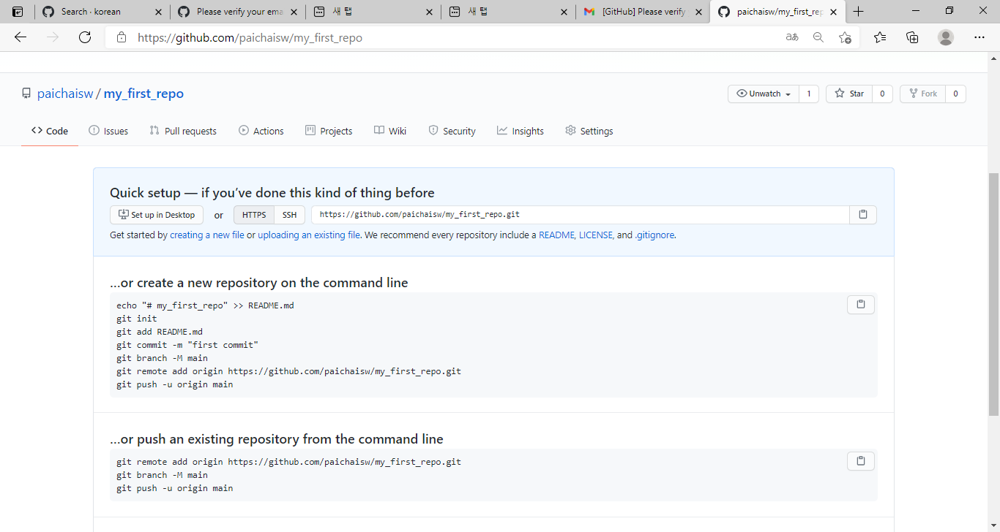 Search · korean
Please verify your ema
새 탭
새 탭
[GitHub] Please verify
paichaisw/my_first_rep
https://github.com/paichaisw/my_first_repo
aあ
paichaisw / my_first_repo
Unwatch 1
Star 0
Fork 0
Code
Issues
Pull requests
Actions
Projects
Wiki
Security
Insights
Settings
Quick setup — if you've done this kind of thing before
Set up in Desktop or HTTPS SSH https://github.com/paichaisw/my_first_repo.git
Get started by creating a new file or uploading an existing file. We recommend every repository include a README, LICENSE, and .gitignore.
…or create a new repository on the command line
echo "# my_first_repo" >> README.md
git init
git add README.md
git commit -m "first commit"
git branch -M main
git remote add origin https://github.com/paichaisw/my_first_repo.git
git push -u origin main
…or push an existing repository from the command line
git remote add origin https://github.com/paichaisw/my_first_repo.git
git branch -M main
git push -u origin main